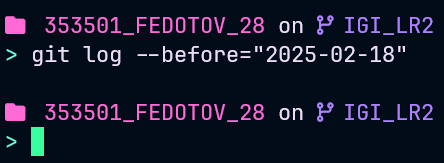 353501_FEDOTOV_28 on IGI_LR2
> git log --before="2025-02-18"
353501_FEDOTOV_28 on IGI_LR2
>